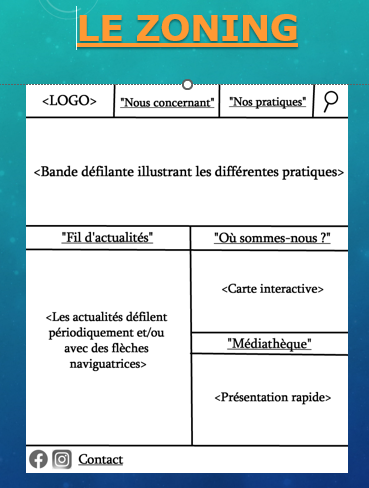 LE ZONING
<LOGO>
"Nous concernant"
"Nos pratiques"
<Bande défilante illustrant les différentes pratiques>
"Fil d'actualités"
"Où sommes-nous ?"
<Les actualités défilent
périodiquement et/ou
avec des flèches
naviguatrices>
<Carte interactive>
"Médiathèque"
<Présentation rapide>
Contact